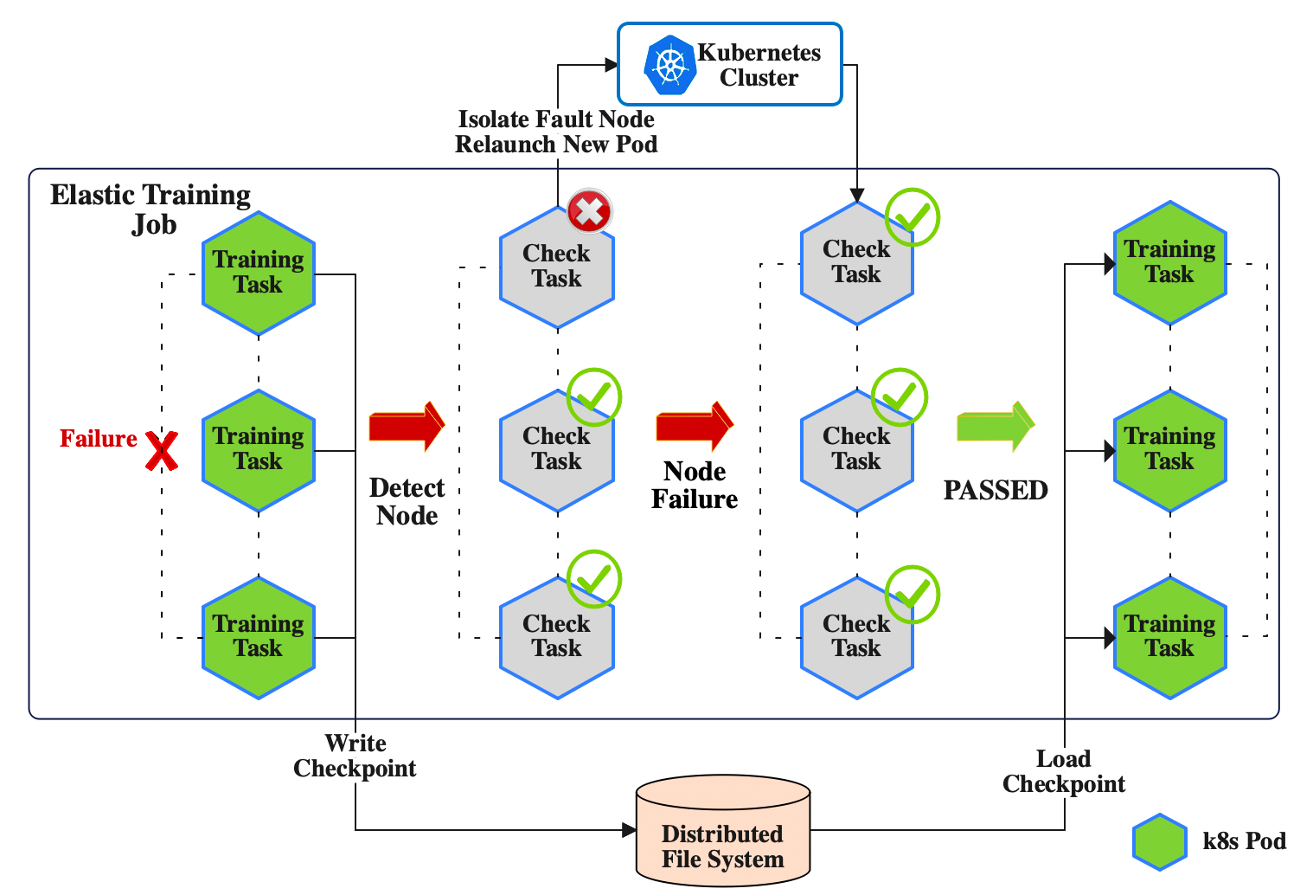 Kubernetes
Cluster
Isolate Fault Node
Relaunch New Pod
Elastic Training
Job
Training
Task
Check
Task
Check
Task
Training
Task
Failure
Training
Task
Detect
Node
Check
Task
Node
Failure
Check
Task
PASSED
Training
Task
Training
Task
Check
Task
Check
Task
Training
Task
Write
Checkpoint
Load
Checkpoint
Distributed
File System
k8s Pod